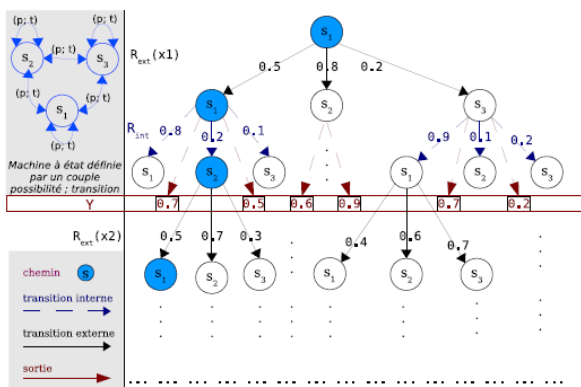 (p; t) (p; t)
S2 (p; t) S3
(p; t) S1 (p; t)
(p; t)
Machine à état définie
par un couple
possibilité ; transition
Rext(x1)
S1
0.5 0.8 0.2
S1 S2 S3
Rint 0.8 0.2 0.1 0.9 0.1 0.2
S1 S2 S3 S1 S2 S3
Y 0.7 0.5 0.6 0.9 0.7 0.2
Rext(x2) 0.5 0.7 0.3 0.4 0.6 0.7
S1 S2 S3 S1 S2 S3
chemin S
transition interne
transition externe
sortie